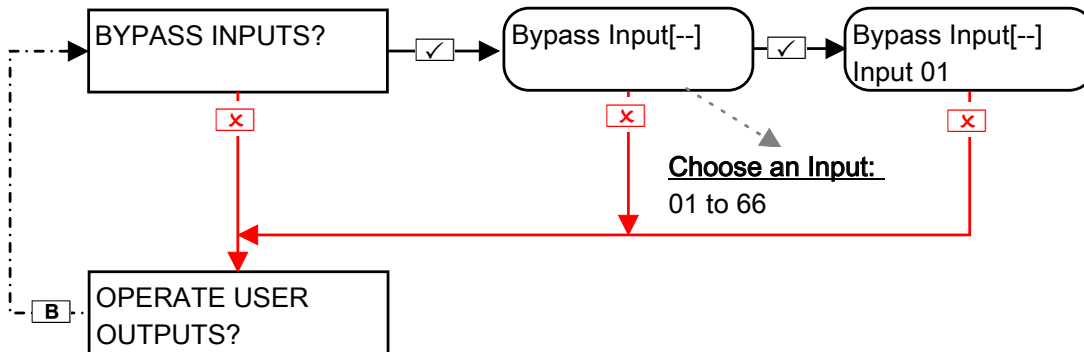 BYPASS INPUTS?
✓
Bypass Input[--]
✓
Bypass Input[--]
Input 01
x
x
x
Choose an Input:
01 to 66
OPERATE USER
OUTPUTS?
B